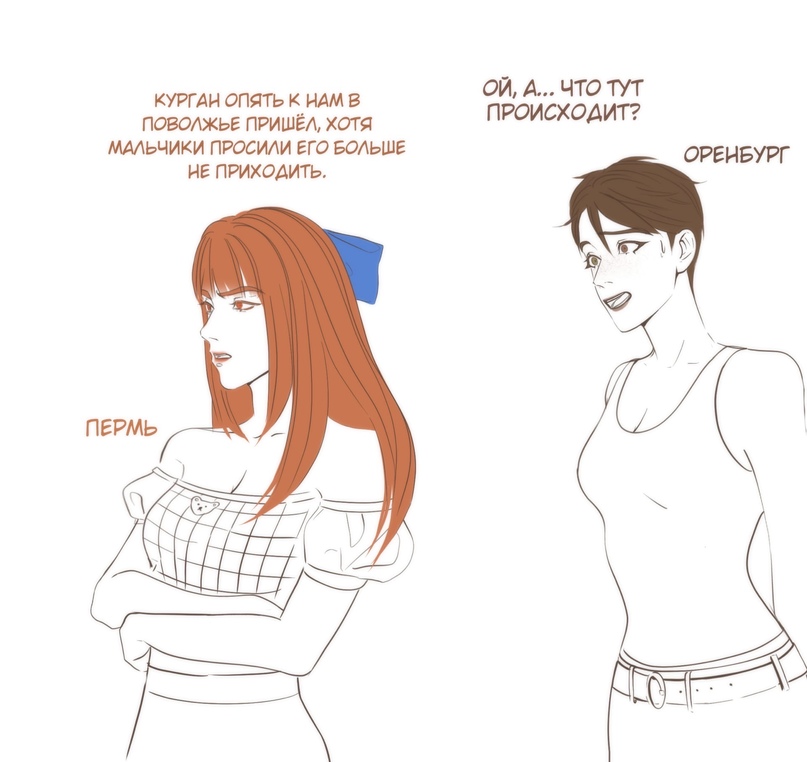 КУРГАН ОПЯТЬ К НАМ В
ПОВОЛЖЬЕ ПРИШЁЛ, ХОТЯ
МАЛЬЧИКИ ПРОСИЛИ ЕГО БОЛЬШЕ
НЕ ПРИХОДИТЬ.
ПЕРМЬ
ОЙ, А... ЧТО ТУТ
ПРОИСХОДИТ?
ОРЕНБУРГ